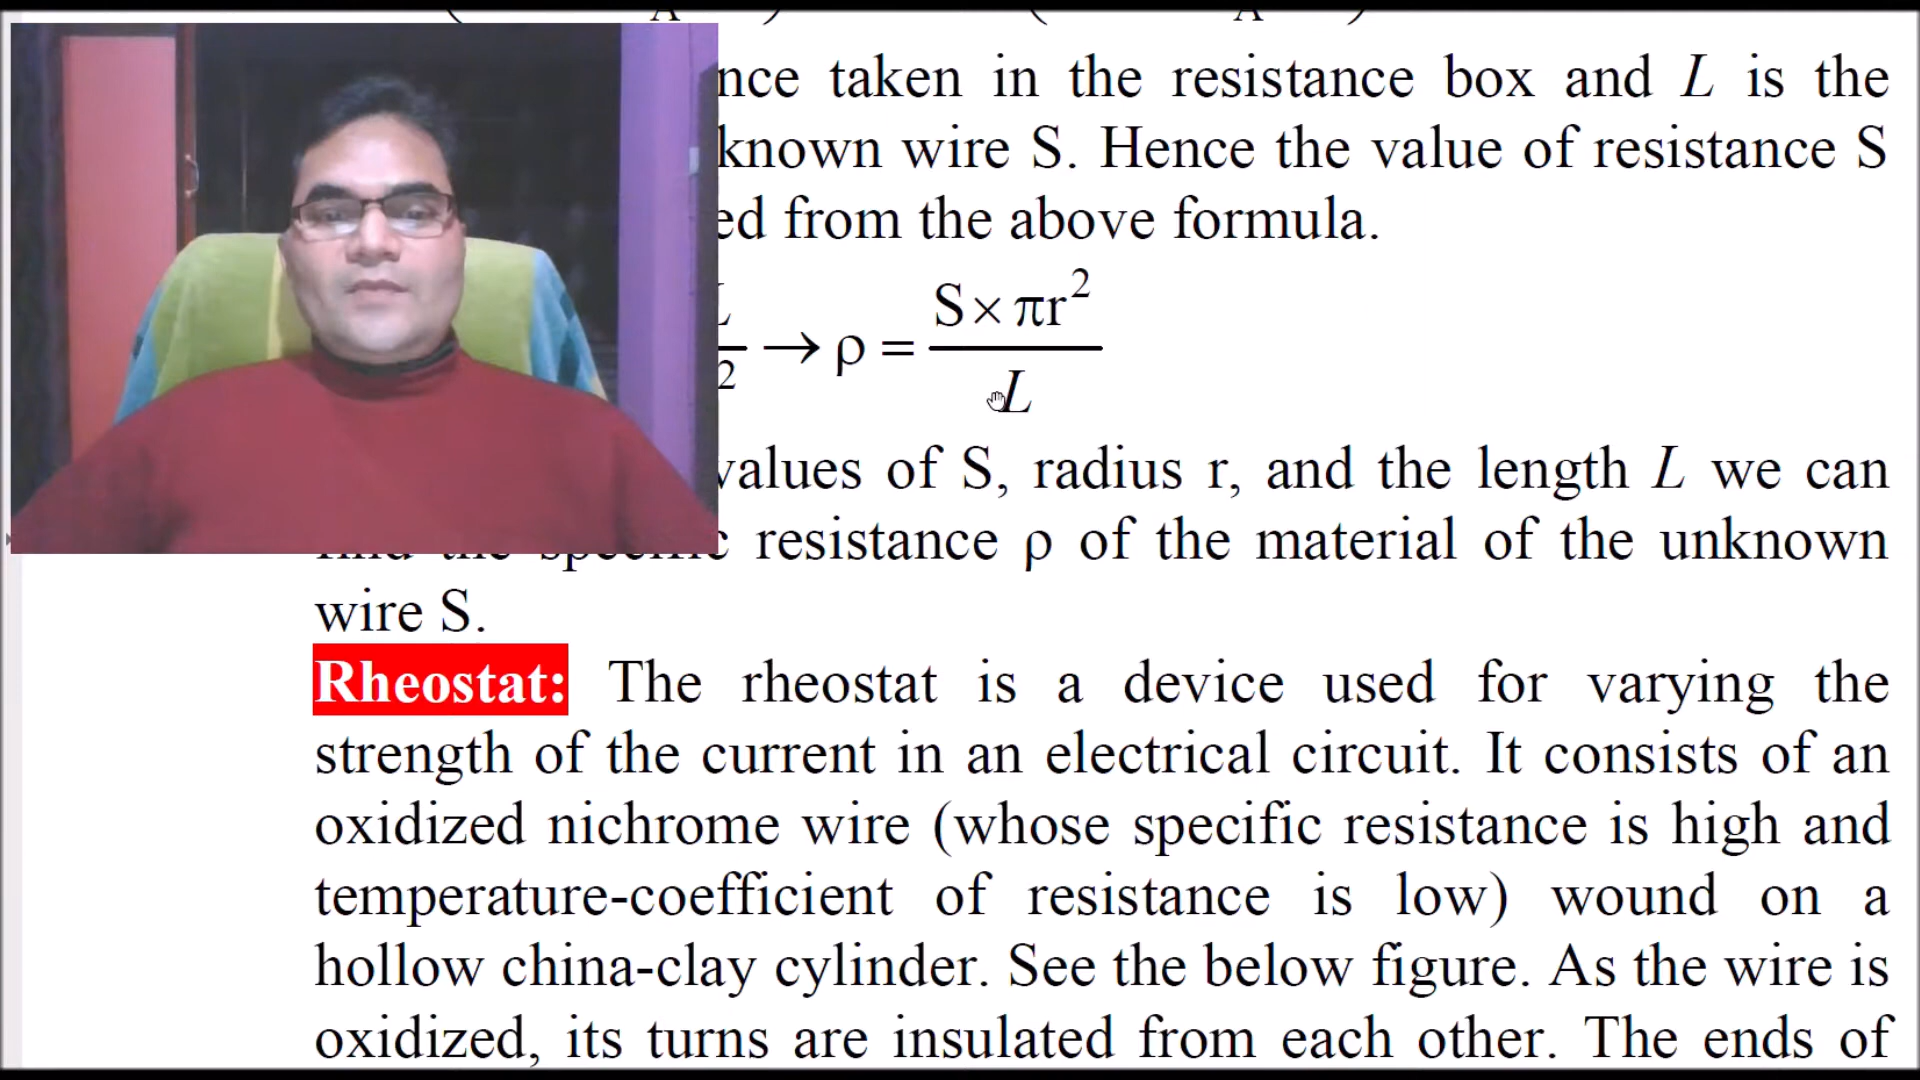 taken in the resistance box and L is the
wire S. Hence the value of resistance S
from the above formula.
2 → ρ = S × πr² / L
values of S, radius r, and the length L we can
resistance ρ of the material of the unknown
wire S.
Rheostat: The rheostat is a device used for varying the
strength of the current in an electrical circuit. It consists of an
oxidized nichrome wire (whose specific resistance is high and
temperature-coefficient of resistance is low) wound on a
hollow china-clay cylinder. See the below figure. As the wire is
oxidized, its turns are insulated from each other. The ends of